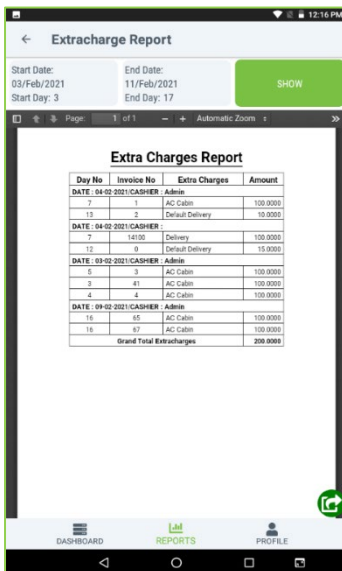 12:16 PM
Extracharge Report
Start Date:
03/Feb/2021
Start Day: 3
End Date:
11/Feb/2021
End Day: 17
SHOW
Page: 1 of 1 − + Automatic Zoom
Extra Charges Report
Day No Invoice No Extra Charges Amount
DATE : 04-02-2021/CASHIER : Admin
7 1 AC Cabin 100.0000
13 2 Default Delivery 10.0000
DATE : 04-02-2021/CASHIER :
7 14100 Delivery 100.0000
12 0 Default Delivery 15.0000
DATE : 03-02-2021/CASHIER : Admin
5 3 AC Cabin 100.0000
3 41 AC Cabin 100.0000
4 4 AC Cabin 100.0000
DATE : 09-02-2021/CASHIER : Admin
16 65 AC Cabin 100.0000
16 67 AC Cabin 100.0000
Grand Total Extracharges 200.0000
DASHBOARD REPORTS PROFILE